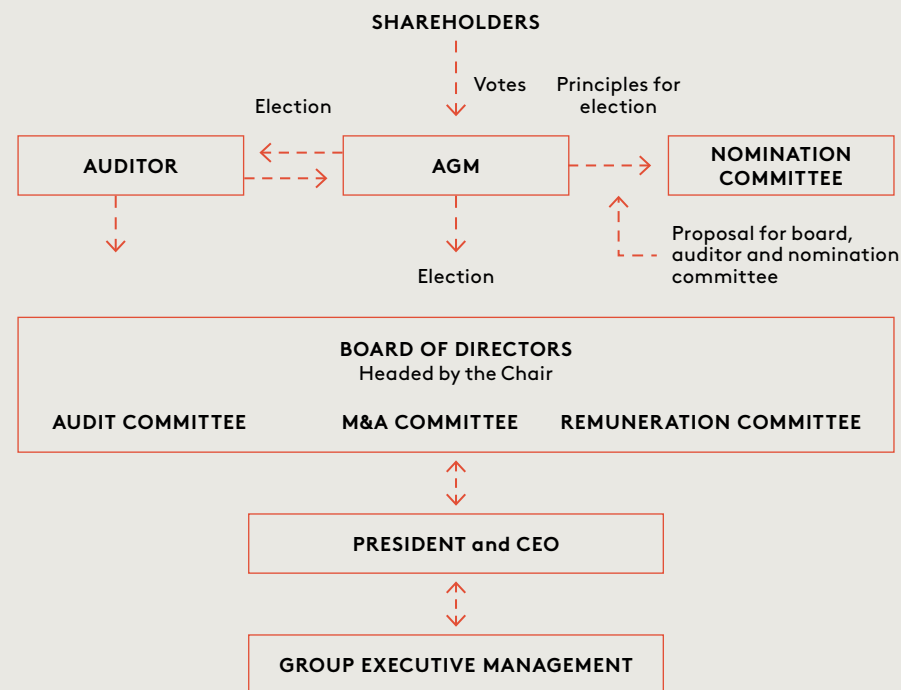 SHAREHOLDERS
Votes
Principles for
election
Election
AUDITOR
AGM
NOMINATION
COMMITTEE
Proposal for board,
auditor and nomination
committee
Election
BOARD OF DIRECTORS
Headed by the Chair
AUDIT COMMITTEE
M&A COMMITTEE
REMUNERATION COMMITTEE
PRESIDENT and CEO
GROUP EXECUTIVE MANAGEMENT